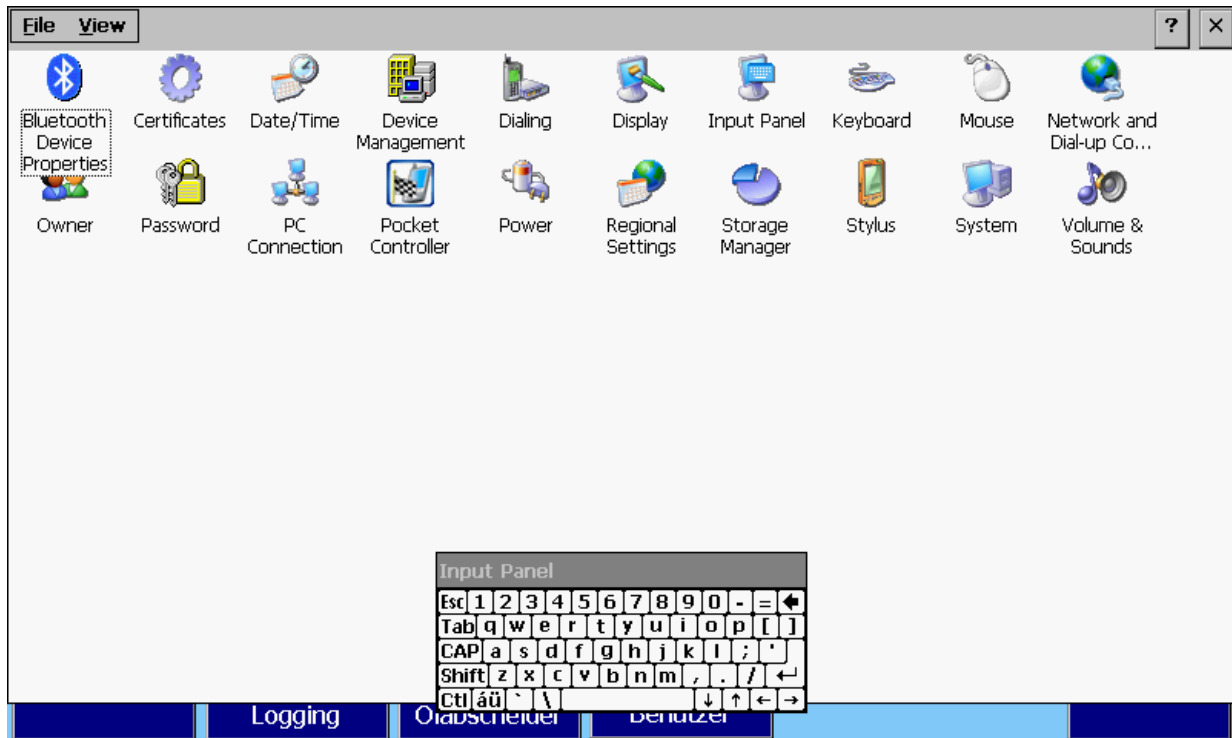 File View ? ×
Bluetooth Device Properties
Certificates
Date/Time
Device Management
Dialing
Display
Input Panel
Keyboard
Mouse
Network and Dial-up Co...
Owner
Password
PC Connection
Pocket Controller
Power
Regional Settings
Storage Manager
Stylus
System
Volume & Sounds
Input Panel
Esc 1 2 3 4 5 6 7 8 9 0 - =
Tab q w e r t y u i o p [ ]
CAP a s d f g h j k l ; '
Shift z x c v b n m , . /
Ctl áü ` \ ↓ ↑ ← →
Logging Ölabscheider Benutzer